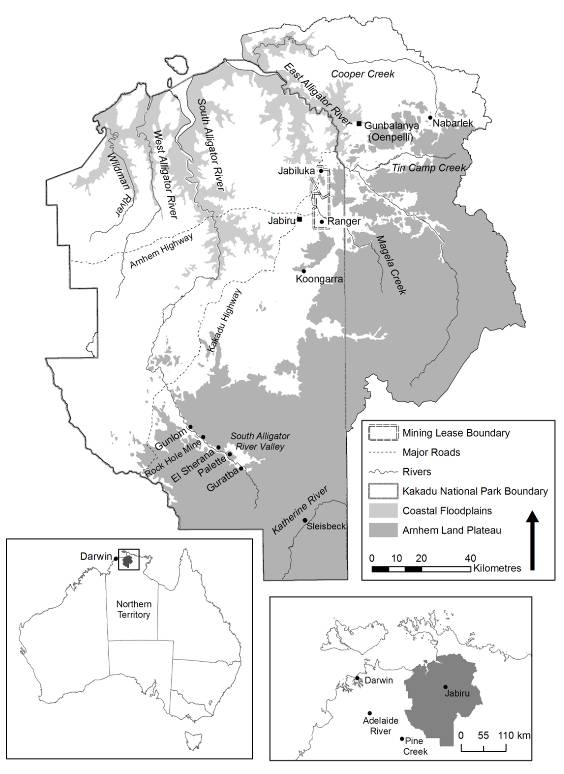 Cooper Creek
East Alligator River
Gunbalanya
(Oenpelli)
Nabarlek
South Alligator River
West Alligator River
Wildman
River
Jabiluka
Tin Camp Creek
Jabiru
Ranger
Arnhem Highway
Magela Creek
Koongarra
Kakadu Highway
Gunlom
Rock Hole Mine
El Sherana
Palette
Guratba
South Alligator
River Valley
Katherine River
Sleisbeck
Mining Lease Boundary
Major Roads
Rivers
Kakadu National Park Boundary
Coastal Floodplains
Arnhem Land Plateau
0 10 20 40
Kilometres
Darwin
Northern
Territory
Darwin
Jabiru
Adelaide
River
Pine
Creek
0 55 110 km